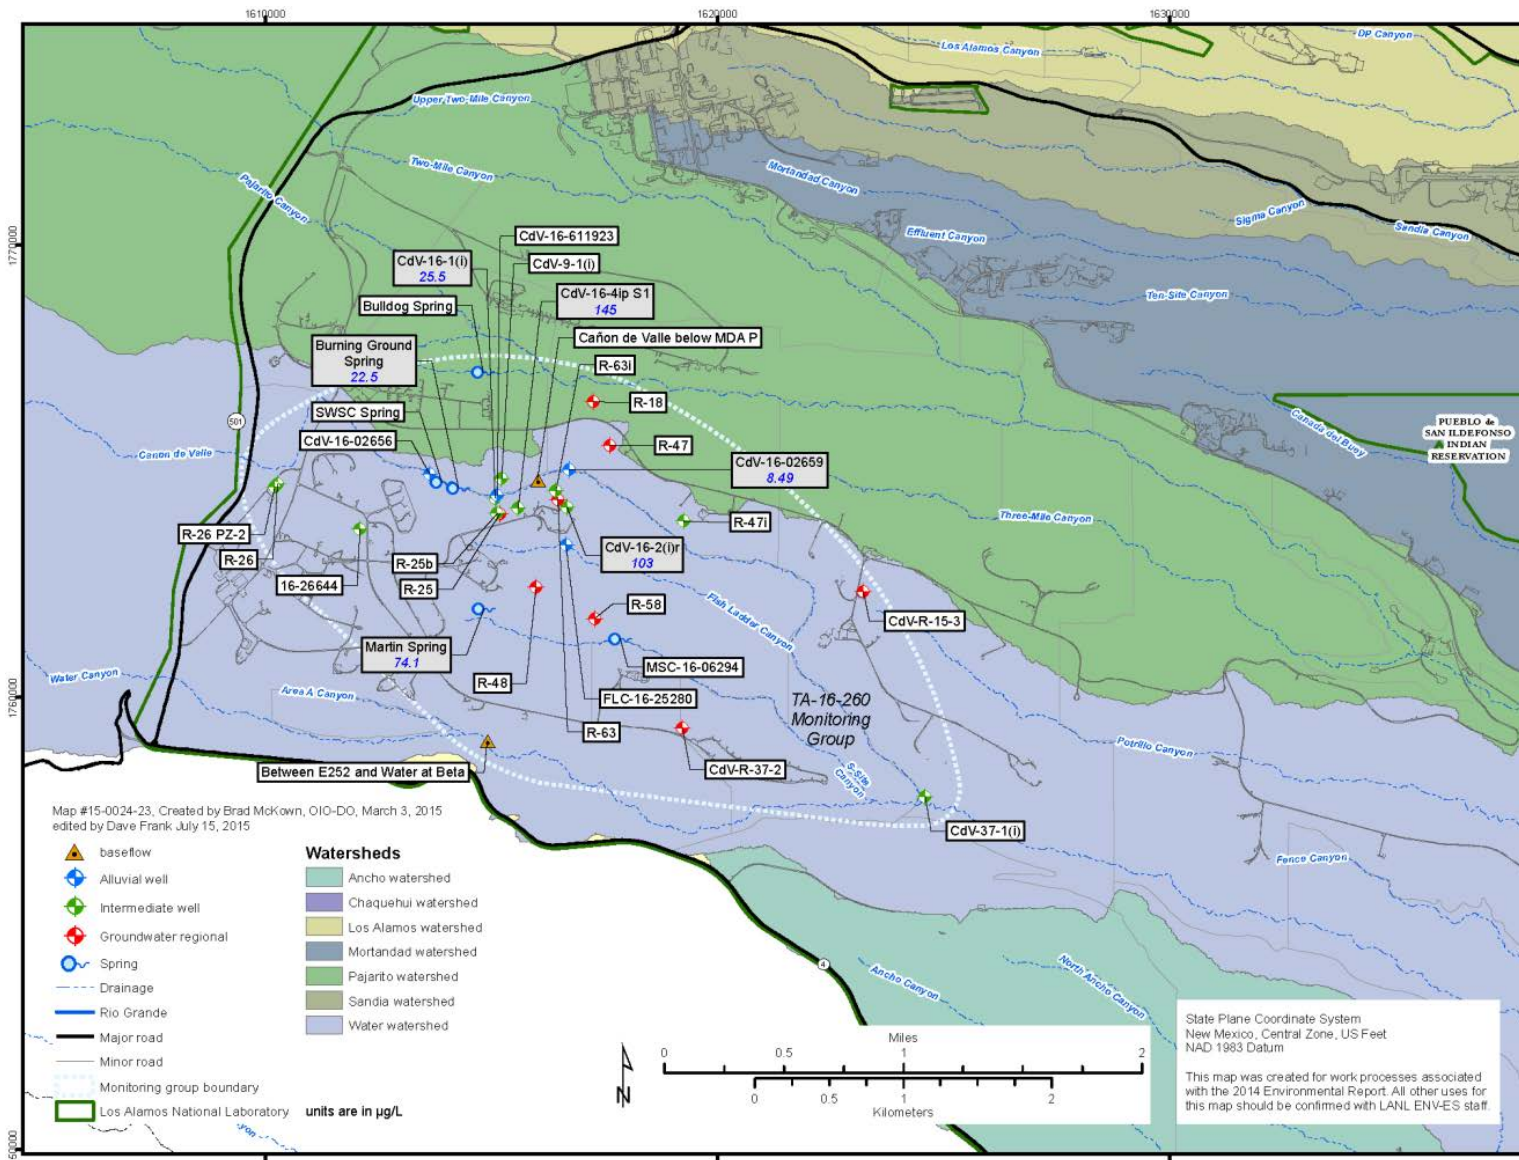 1610000
1620000
1630000
1770000
1760000
Los Alamos Canyon
DP Canyon
Upper Two-Mile Canyon
Two-Mile Canyon
Pajarito Canyon
Mortandad Canyon
Effluent Canyon
Sigma Canyon
Sandia Canyon
Ten-Site Canyon
CdV-16-611923
CdV-9-1(i)
CdV-16-1(i)
25.5
CdV-16-4ip S1
145
Bulldog Spring
Cañon de Valle below MDA P
Burning Ground
Spring
22.5
R-63i
R-18
SWSC Spring
R-47
CdV-16-02656
501
Canon de Valle
CdV-16-02659
8.49
Canada del Buey
PUEBLO de
SAN ILDEFONSO
INDIAN
RESERVATION
Three-Mile Canyon
R-47i
R-26 PZ-2
R-26
16-26644
R-25b
R-25
CdV-16-2(i)r
103
Fish Ladder Canyon
R-58
CdV-R-15-3
Martin Spring
74.1
MSC-16-06294
R-48
FLC-16-25280
R-63
Water Canyon
Area A Canyon
TA-16-260
Monitoring
Group
Potrillo Canyon
CdV-R-37-2
S-Site
Canyon
Between E252 and Water at Beta
CdV-37-1(i)
Fence Canyon
4
Ancho Canyon
North Ancho Canyon
Map #15-0024-23, Created by Brad McKown, OIO-DO, March 3, 2015
edited by Dave Frank July 15, 2015
baseflow
Alluvial well
Intermediate well
Groundwater regional
Spring
Drainage
Rio Grande
Major road
Minor road
Monitoring group boundary
Los Alamos National Laboratory
Watersheds
Ancho watershed
Chaquehui watershed
Los Alamos watershed
Mortandad watershed
Pajarito watershed
Sandia watershed
Water watershed
units are in µg/L
N
Miles
0 0.5 1 2
0 0.5 1 2
Kilometers
State Plane Coordinate System
New Mexico, Central Zone, US Feet
NAD 1983 Datum
This map was created for work processes associated
with the 2014 Environmental Report. All other uses for
this map should be confirmed with LANL ENV-ES staff.